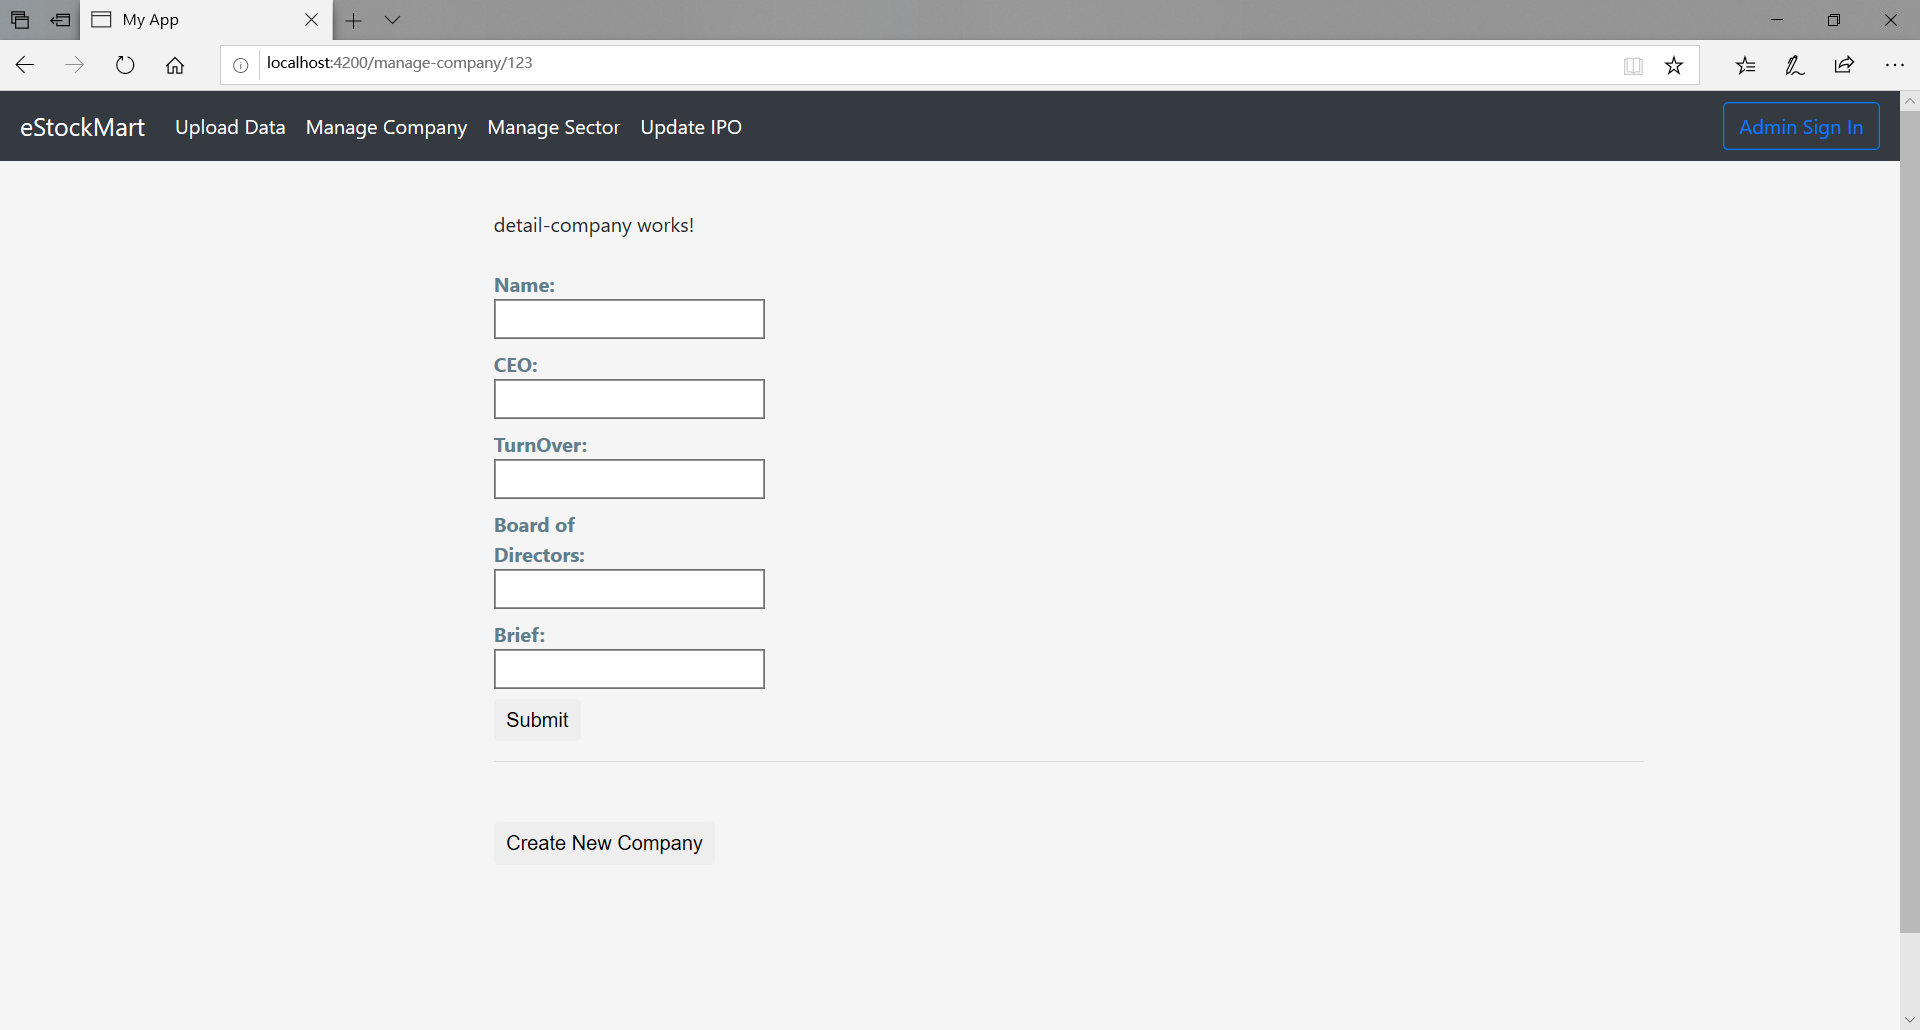 My App
localhost:4200/manage-company/123
eStockMart Upload Data Manage Company Manage Sector Update IPO Admin Sign In
detail-company works!
Name:
CEO:
TurnOver:
Board of
Directors:
Brief:
Submit
Create New Company